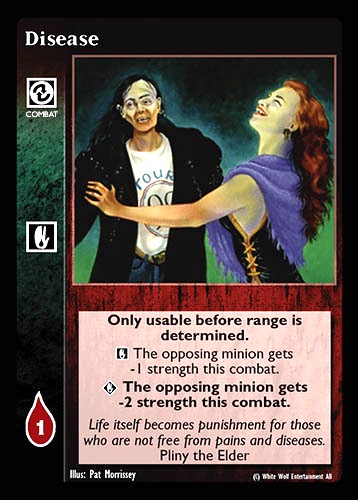 Disease
COMBAT
TOUR
Only usable before range is
determined.
The opposing minion gets
-1 strength this combat.
The opposing minion gets
-2 strength this combat.
Life itself becomes punishment for those
who are not free from pains and diseases.
Pliny the Elder
1
Illus: Pat Morrissey
(C) White Wolf Entertainment AB